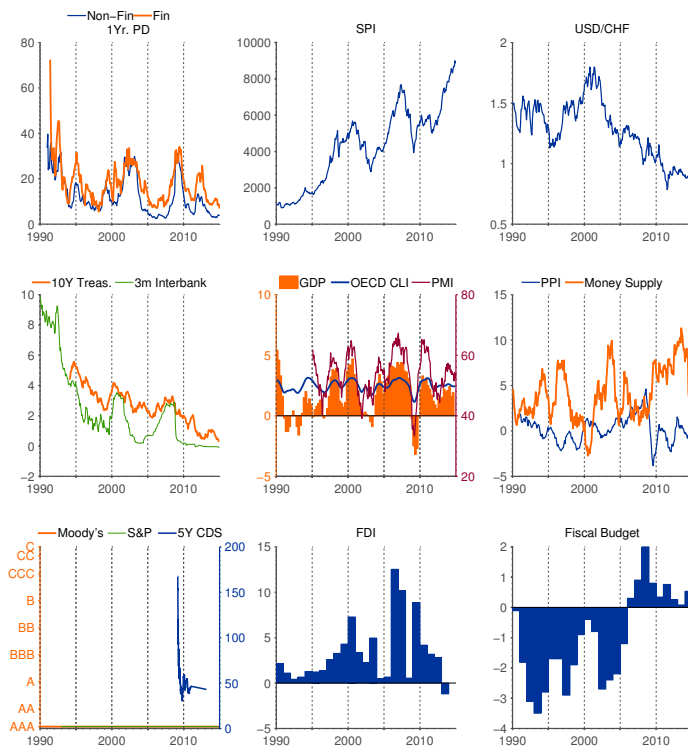 Non−Fin Fin
1Yr. PD
SPI
USD/CHF
80
60
40
20
0
1990 2000 2010
10000
8000
6000
4000
2000
0
1990 2000 2010
2
1.5
1
0.5
1990 2000 2010
10Y Treas. 3m Interbank
GDP OECD CLI PMI
PPI Money Supply
10
8
6
4
2
0
−2
1990 2000 2010
10
5
0
−5
80
60
40
20
1990 2000 2010
15
10
5
0
−5
1990 2000 2010
Moody's S&P 5Y CDS
FDI
Fiscal Budget
C
CC
CCC
B
BB
BBB
A
AA
AAA
200
150
100
50
0
1990 2000 2010
15
10
5
0
−5
1990 2000 2010
2
1
0
−1
−2
−3
−4
1990 2000 2010